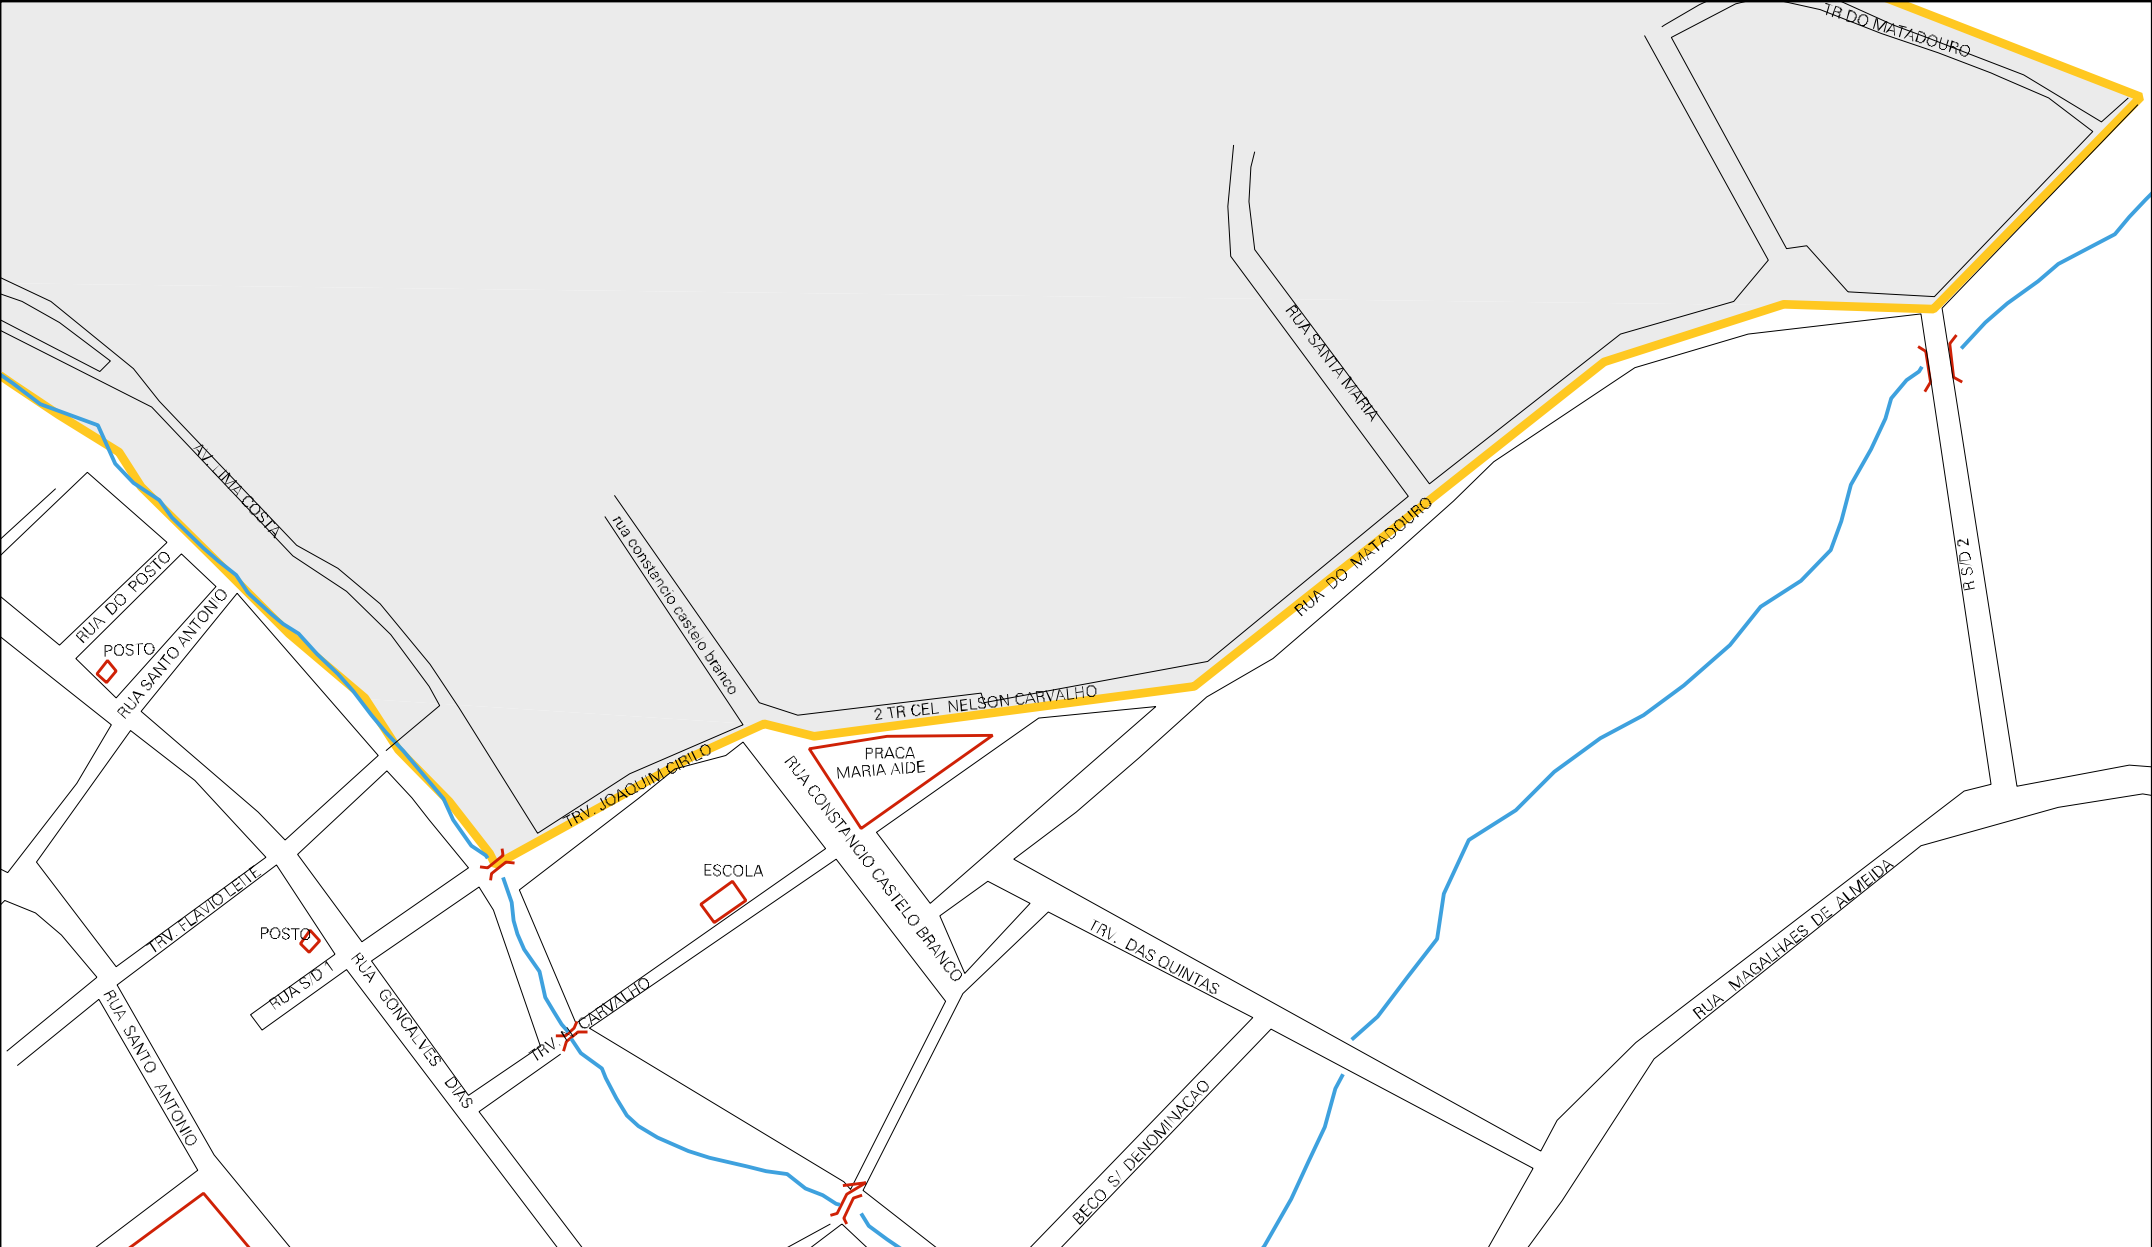 TR DO MATADOURO
RUA SANTA MARIA
AV. LIMA COSTA
rua constancio castelo branco
RUA DO MATADOURO
R S/D 2
RUA DO POSTO
POSTO
RUA SANTO ANTONIO
2 TR CEL NELSON CARVALHO
TRV. JOAQUIM CIRILO
PRACA
MARIA AIDE
RUA CONSTANCIO CASTELO BRANCO
ESCOLA
TRV. FLAVIO LEITE
POSTO
RUA S/D 1
RUA GONCALVES DIAS
RUA SANTO ANTONIO
TRV. N CARVALHO
TRV. DAS QUINTAS
RUA MAGALHAES DE ALMEIDA
BECO S/ DENOMINACAO